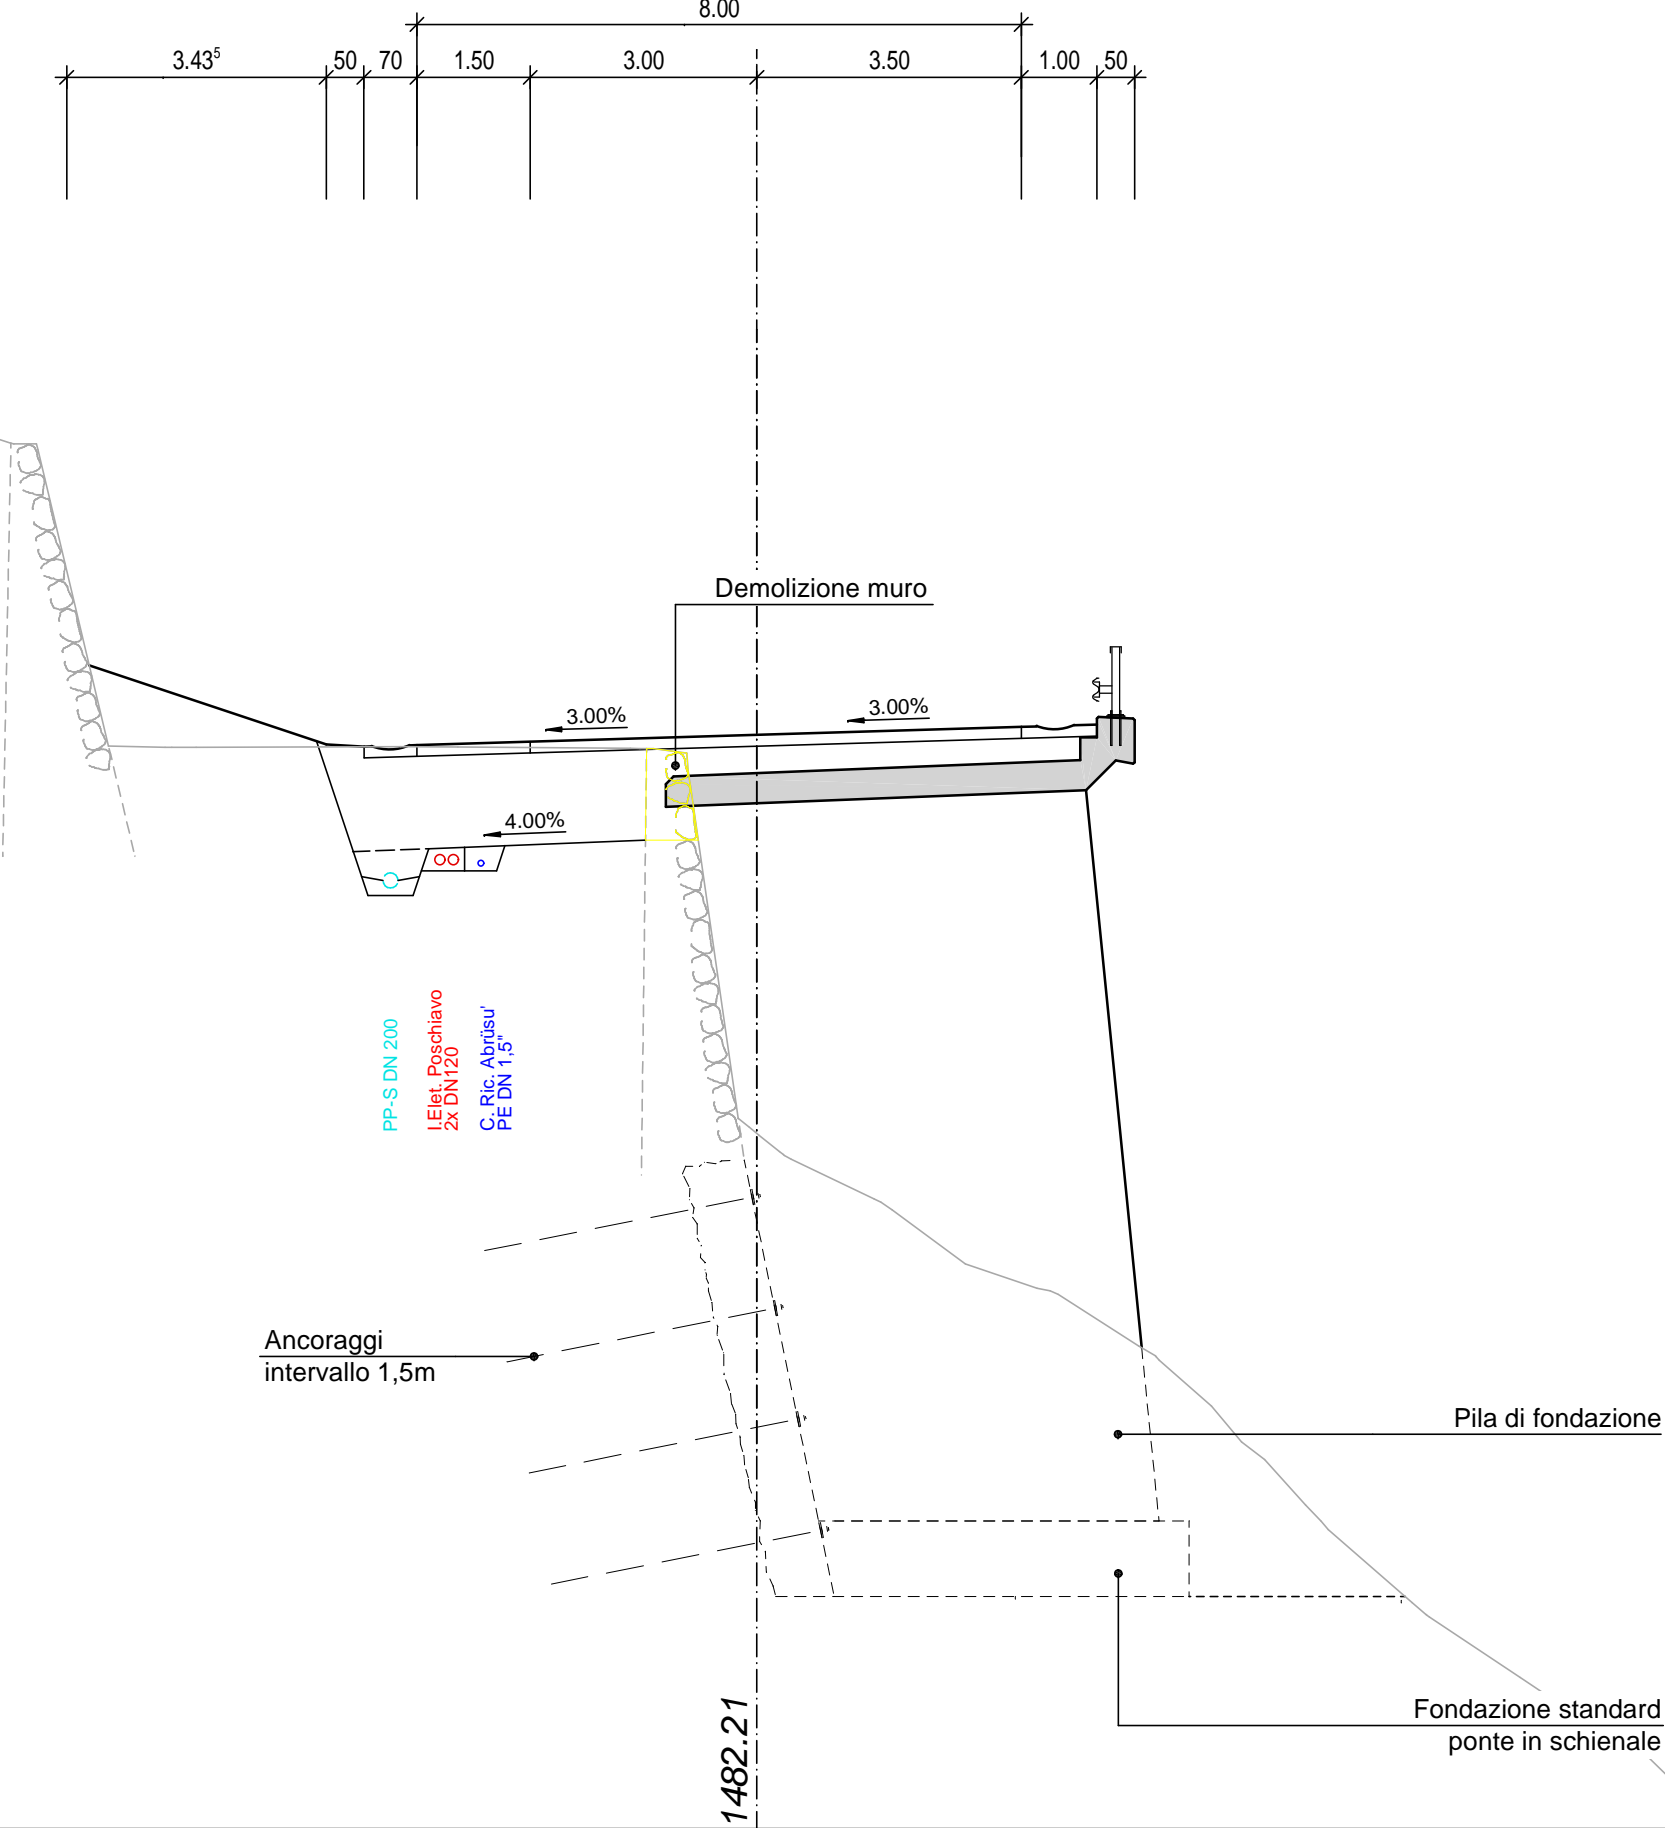 8.00
3.43⁵ 50 70 1.50 3.00 3.50 1.00 50
Demolizione muro
3.00%
3.00%
4.00%
PP-S DN 200
I.Elet. Poschiavo
2x DN120
C. Ric. Abrüsu'
PE DN 1,5"
Ancoraggi
intervallo 1,5m
Pila di fondazione
Fondazione standard
ponte in schienale
1482.21